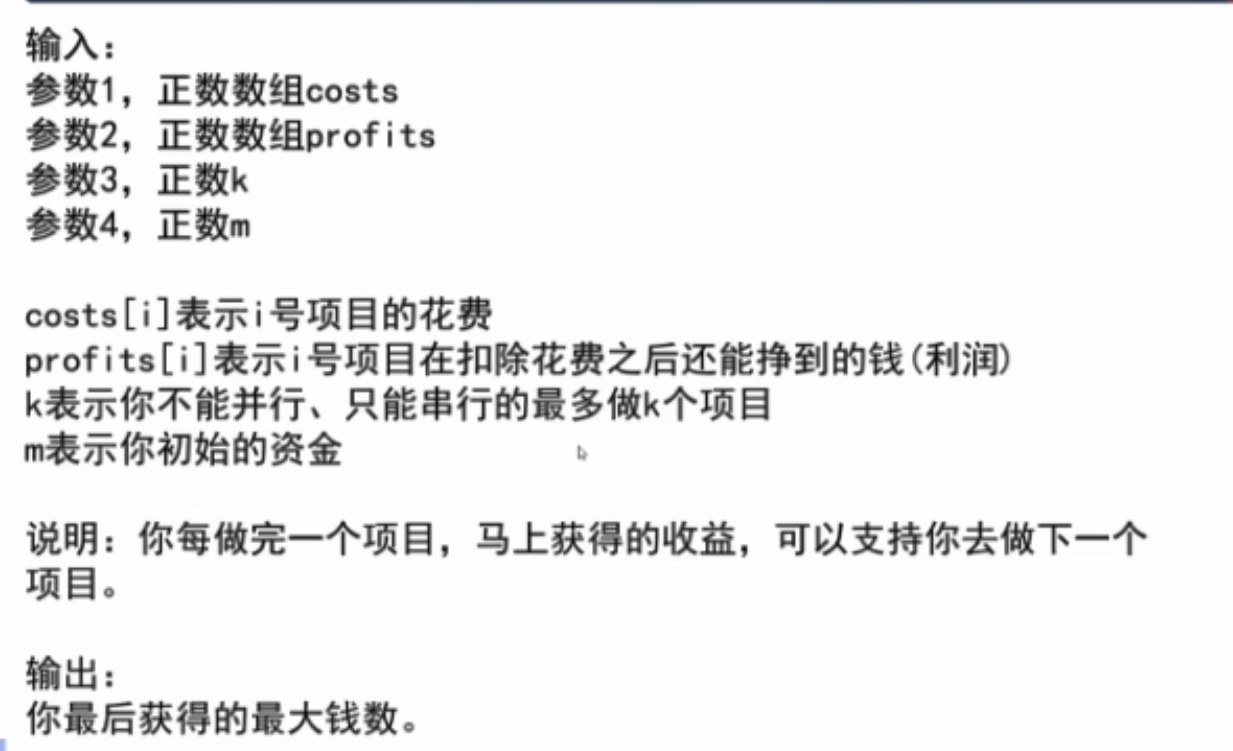 输入：
参数1，正数数组costs
参数2，正数数组profits
参数3，正数k
参数4，正数m
costs[i]表示i号项目的花费
profits[i]表示i号项目在扣除花费之后还能挣到的钱(利润)
k表示你不能并行、只能串行的最多做k个项目
m表示你初始的资金
说明：你每做完一个项目，马上获得的收益，可以支持你去做下一个
项目。
输出：
你最后获得的最大钱数。